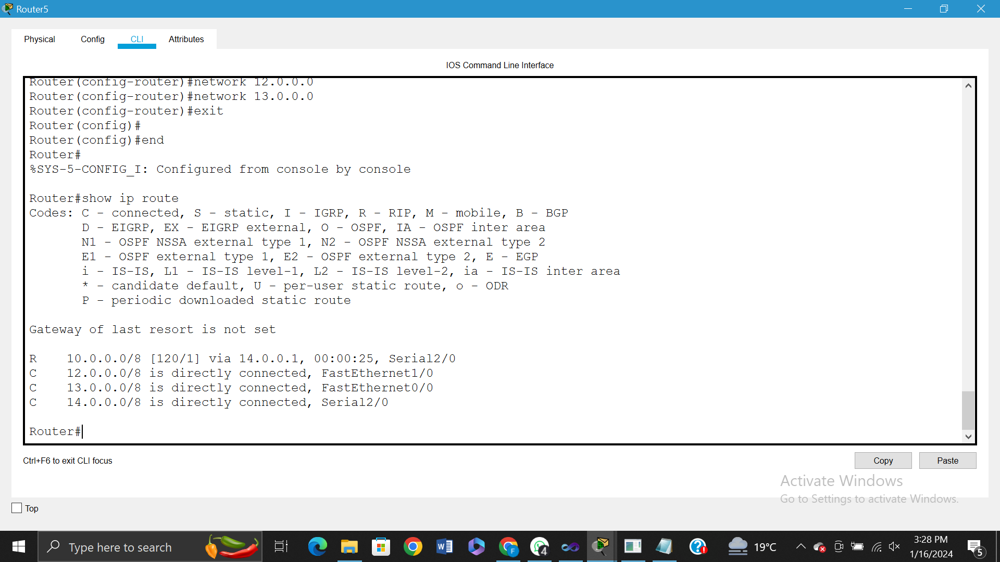 Router5
Physical Config CLI Attributes
IOS Command Line Interface
Router(config-router)#network 12.0.0.0
Router(config-router)#network 13.0.0.0
Router(config-router)#exit
Router(config)#
Router(config)#end
Router#
%SYS-5-CONFIG_I: Configured from console by console
Router#show ip route
Codes: C - connected, S - static, I - IGRP, R - RIP, M - mobile, B - BGP
D - EIGRP, EX - EIGRP external, O - OSPF, IA - OSPF inter area
N1 - OSPF NSSA external type 1, N2 - OSPF NSSA external type 2
E1 - OSPF external type 1, E2 - OSPF external type 2, E - EGP
i - IS-IS, L1 - IS-IS level-1, L2 - IS-IS level-2, ia - IS-IS inter area
* - candidate default, U - per-user static route, o - ODR
P - periodic downloaded static route
Gateway of last resort is not set
R 10.0.0.0/8 [120/1] via 14.0.0.1, 00:00:25, Serial2/0
C 12.0.0.0/8 is directly connected, FastEthernet1/0
C 13.0.0.0/8 is directly connected, FastEthernet0/0
C 14.0.0.0/8 is directly connected, Serial2/0
Router#
Ctrl+F6 to exit CLI focus
Copy Paste
Activate Windows
Go to Settings to activate Windows.
Top
Type here to search
F
4
19°C
3:28 PM
1/16/2024
5